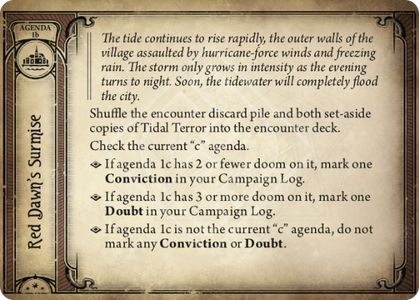 AGENDA
1b
Red Dawn's Surmise
The tide continues to rise rapidly, the outer walls of the
village assaulted by hurricane-force winds and freezing
rain. The storm only grows in intensity as the evening
turns to night. Soon, the tidewater will completely flood
the city.
Shuffle the encounter discard pile and both set-aside
copies of Tidal Terror into the encounter deck.
Check the current “c” agenda.
If agenda 1c has 2 or fewer doom on it, mark one
Conviction in your Campaign Log.
If agenda 1c has 3 or more doom on it, mark one
Doubt in your Campaign Log.
If agenda 1c is not the current “c” agenda, do not
mark any Conviction or Doubt.